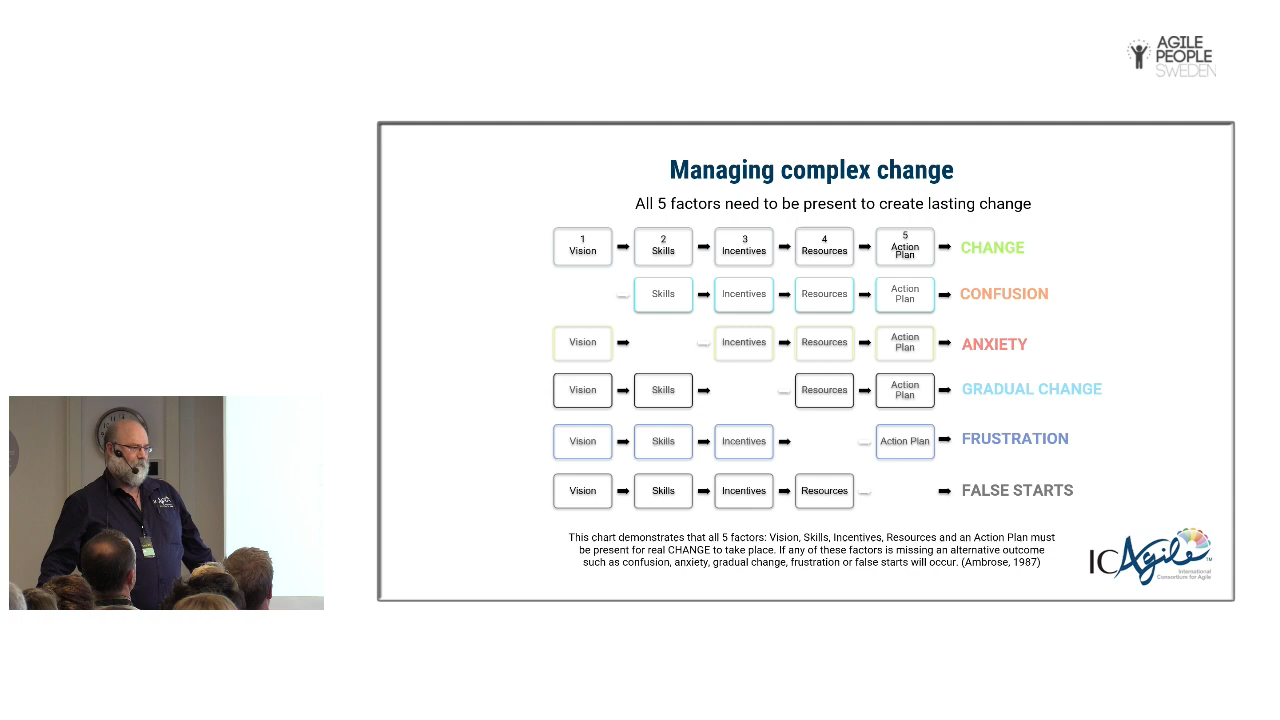 AGILE
PEOPLE
SWEDEN
Managing complex change
All 5 factors need to be present to create lasting change
1
Vision
2
Skills
3
Incentives
4
Resources
5
Action
Plan
CHANGE
Skills
Incentives
Resources
Action
Plan
CONFUSION
Vision
Incentives
Resources
Action
Plan
ANXIETY
Vision
Skills
Resources
Action
Plan
GRADUAL CHANGE
Vision
Skills
Incentives
Action Plan
FRUSTRATION
Vision
Skills
Incentives
Resources
FALSE STARTS
This chart demonstrates that all 5 factors: Vision, Skills, Incentives, Resources and an Action Plan must
be present for real CHANGE to take place. If any of these factors is missing an alternative outcome
such as confusion, anxiety, gradual change, frustration or false starts will occur. (Ambrose, 1987)
ICAgile™
International
Consortium for Agile